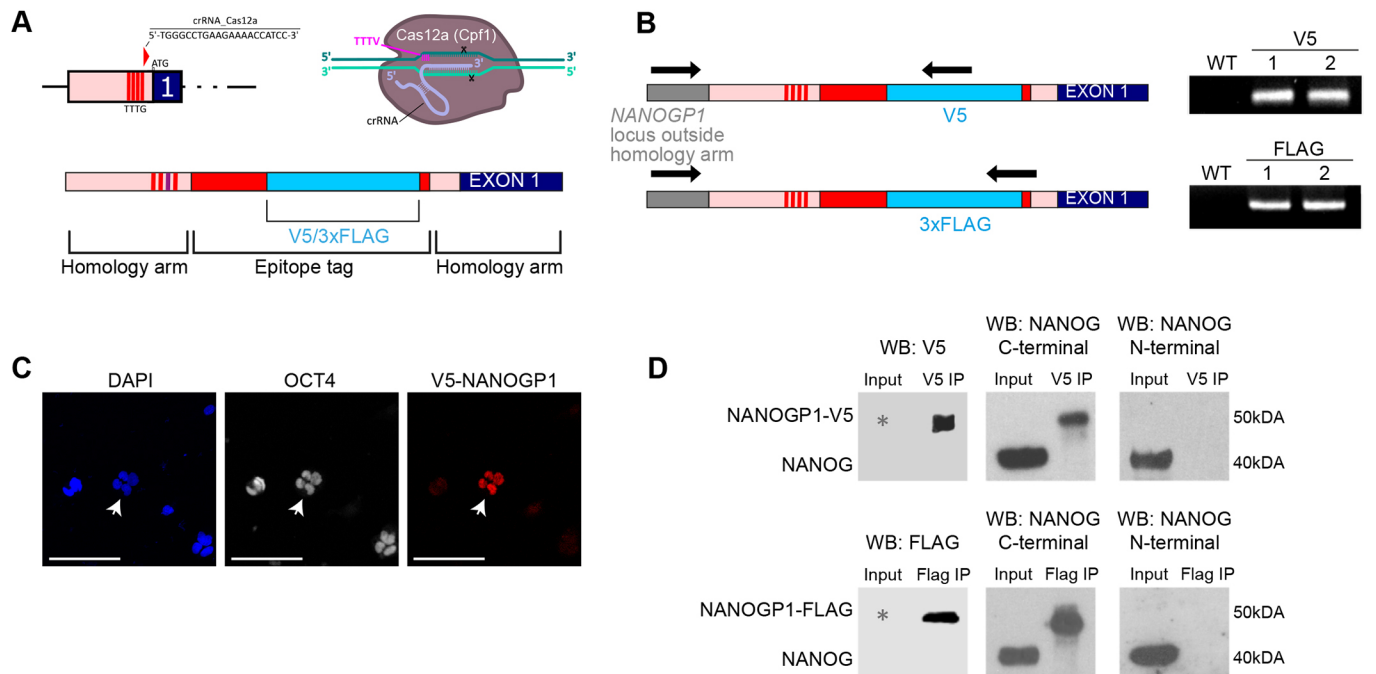 A
crRNA_Cas12a
5'-TGGGCCTGAAGAAAACCATCC-3'
ATG
1
TTTG
TTTV
Cas12a (Cpf1)
5'
3'
3'
5'
5'
3'
x
x
crRNA
EXON 1
V5/3xFLAG
Homology arm
Epitope tag
Homology arm
B
EXON 1
V5
NANOGP1
locus outside
homology arm
EXON 1
3xFLAG
V5
WT
1
2
FLAG
WT
1
2
C
DAPI
OCT4
V5-NANOGP1
D
WB: V5
WB: NANOG
C-terminal
WB: NANOG
N-terminal
Input
V5 IP
Input
V5 IP
Input
V5 IP
NANOGP1-V5
*
50kDA
NANOG
40kDA
WB: FLAG
WB: NANOG
C-terminal
WB: NANOG
N-terminal
Input
Flag IP
Input
Flag IP
Input
Flag IP
NANOGP1-FLAG
*
50kDA
NANOG
40kDA